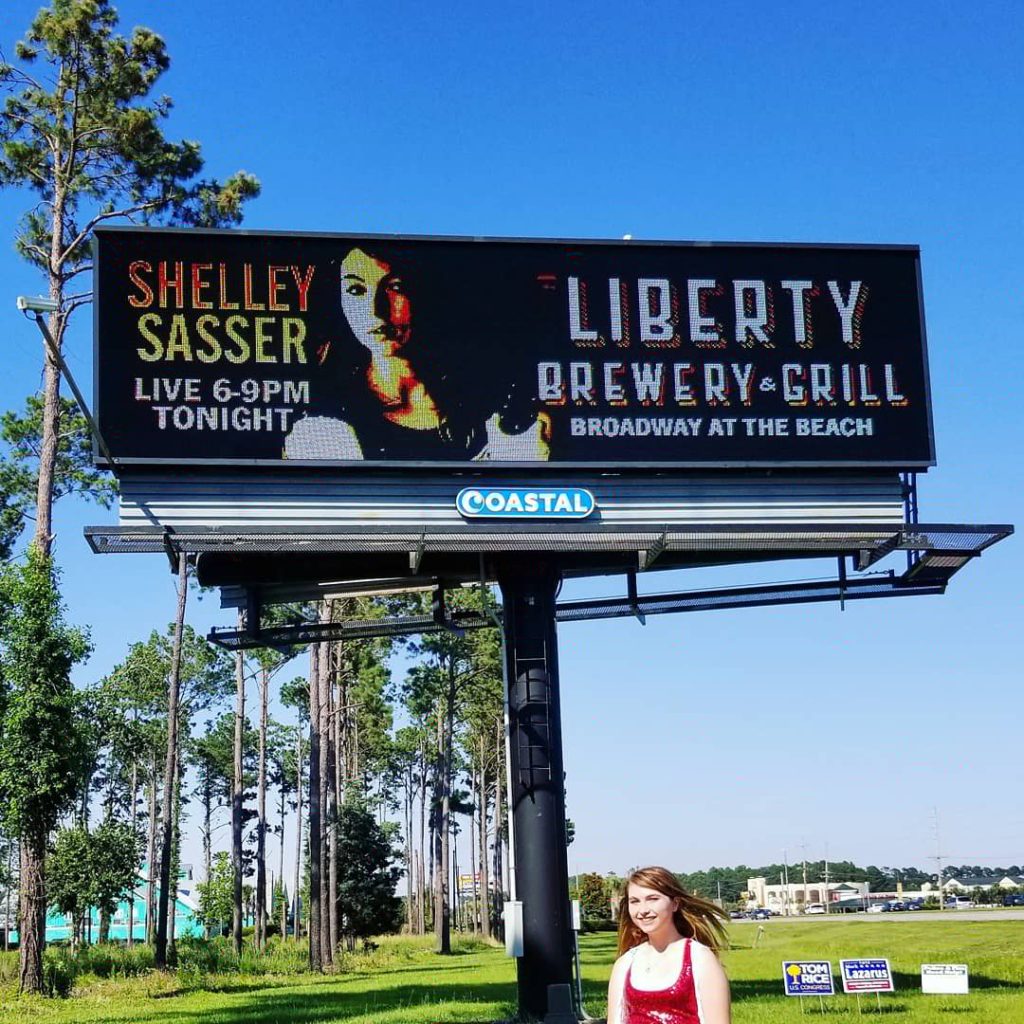 SHELLEY
SASSER
LIVE 6-9PM
TONIGHT
LIBERTY
BREWERY & GRILL
BROADWAY AT THE BEACH
COASTAL
TOM
RICE
U.S. CONGRESS
Lazarus